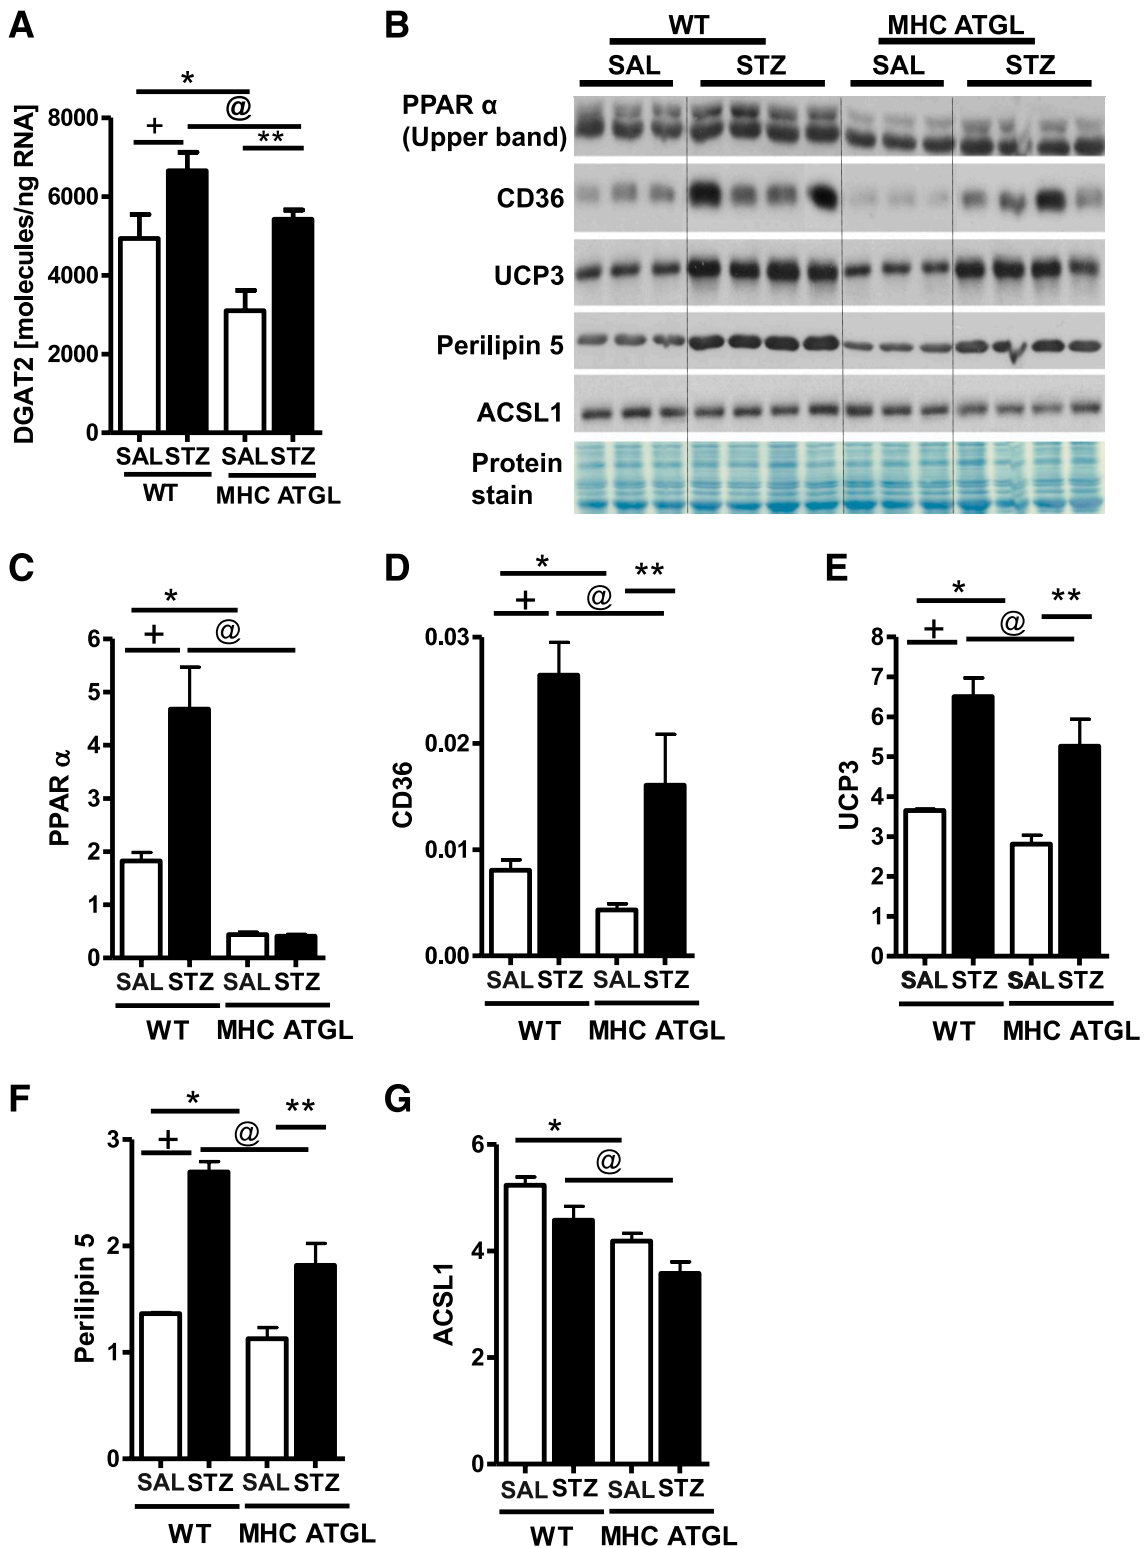 A
*
@
+
**
DGAT2 [molecules/ng RNA]
8000
6000
4000
2000
0
SAL STZ SAL STZ
WT MHC ATGL
B
WT MHC ATGL
SAL STZ SAL STZ
PPAR α
(Upper band)
CD36
UCP3
Perilipin 5
ACSL1
Protein
stain
C
*
+ @
PPAR α
6
5
4
3
2
1
0
SAL STZ SAL STZ
WT MHC ATGL
D
* **
+ @
CD36
0.03
0.02
0.01
0.00
SAL STZ SAL STZ
WT MHC ATGL
E
* **
+ @
UCP3
8
7
6
5
4
3
2
1
0
SAL STZ SAL STZ
WT MHC ATGL
F
* **
+ @
Perilipin 5
3
2
1
0
SAL STZ SAL STZ
WT MHC ATGL
G
*
@
ACSL1
6
4
2
0
SAL STZ SAL STZ
WT MHC ATGL